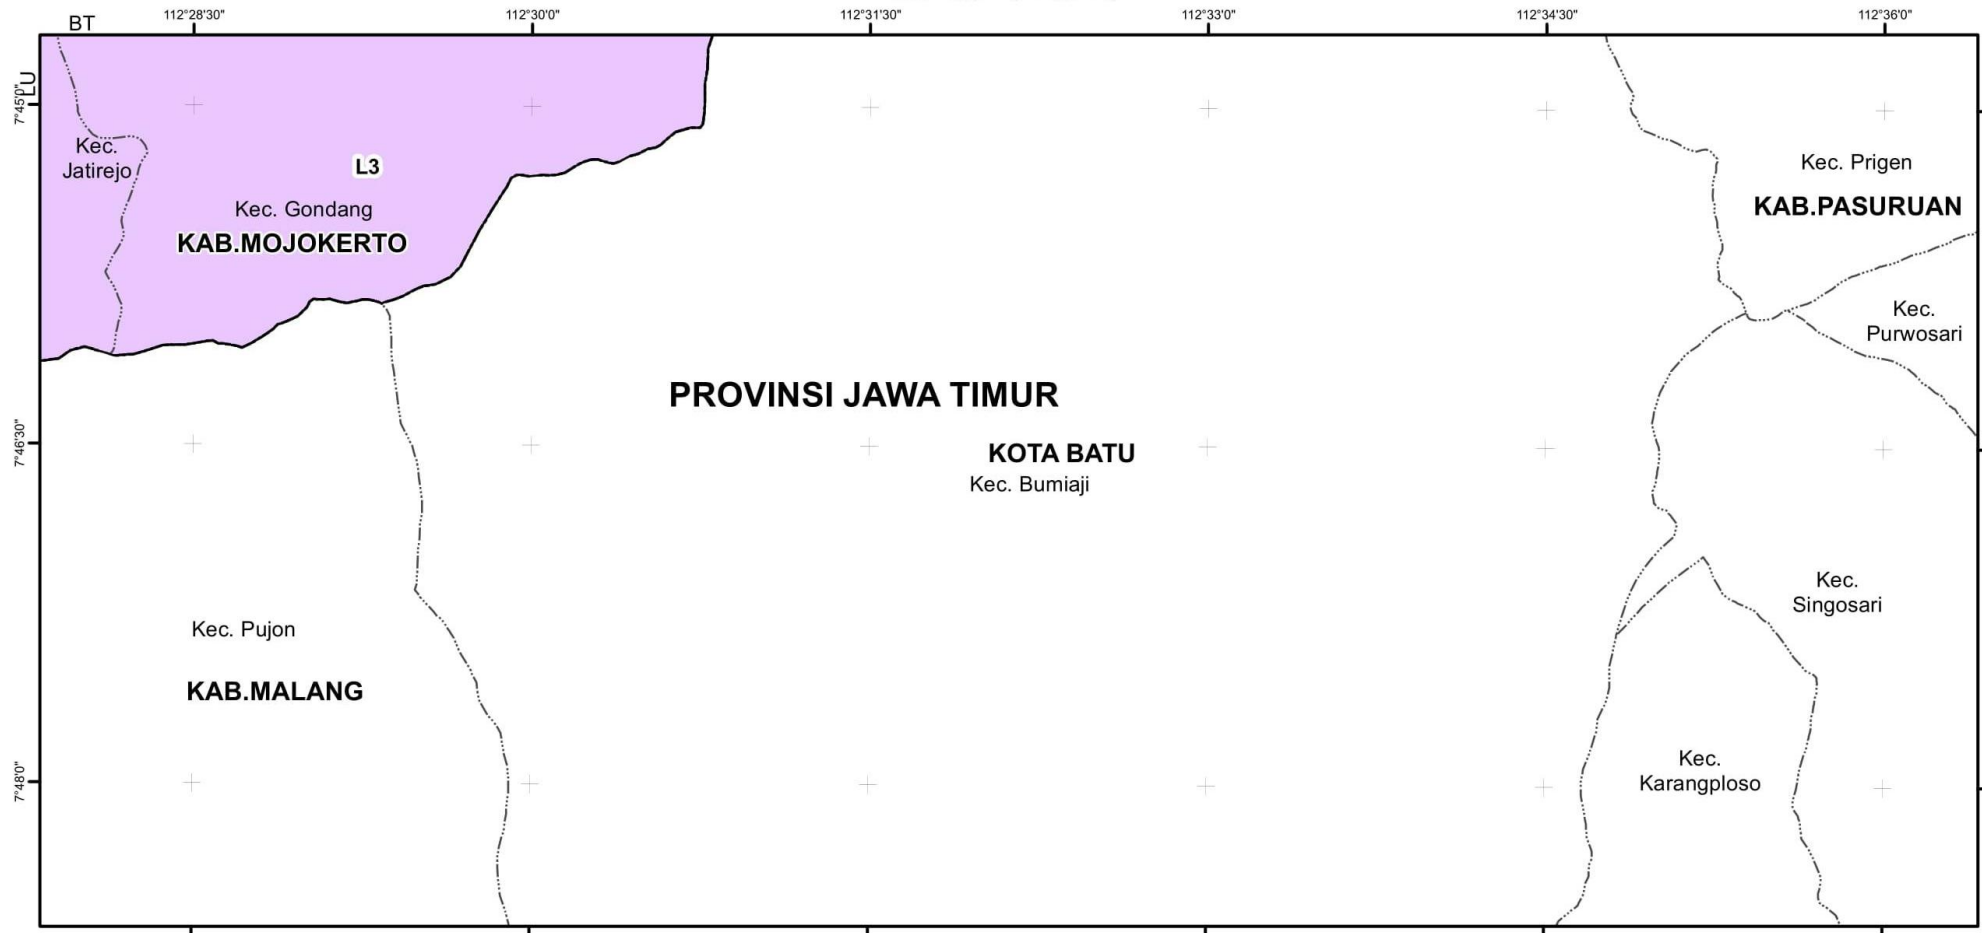 BT
112°28'30"
112°30'0"
112°31'30"
112°33'0"
112°34'30"
112°36'0"
LU
7°45'0"
Kec.
Jatirejo
L3
Kec. Gondang
KAB.MOJOKERTO
Kec. Prigen
KAB.PASURUAN
Kec.
Purwosari
PROVINSI JAWA TIMUR
7°46'30"
KOTA BATU
Kec. Bumiaji
Kec.
Singosari
Kec. Pujon
KAB.MALANG
Kec.
Karangploso
7°48'0"